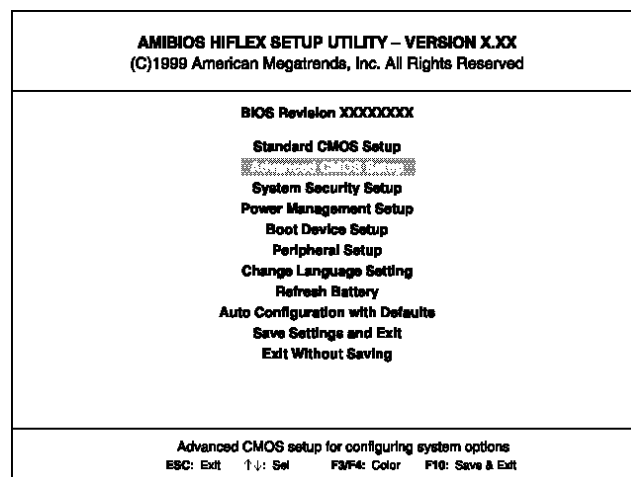 AMIBIOS HIFLEX SETUP UTILITY – VERSION X.XX
(C)1999 American Megatrends, Inc. All Rights Reserved
BIOS Revision XXXXXXXX
Standard CMOS Setup
Advanced CMOS Setup
System Security Setup
Power Management Setup
Boot Device Setup
Peripheral Setup
Change Language Setting
Refresh Battery
Auto Configuration with Defaults
Save Settings and Exit
Exit Without Saving
Advanced CMOS setup for configuring system options
ESC: Exit ↑↓: Sel F3/F4: Color F10: Save & Exit